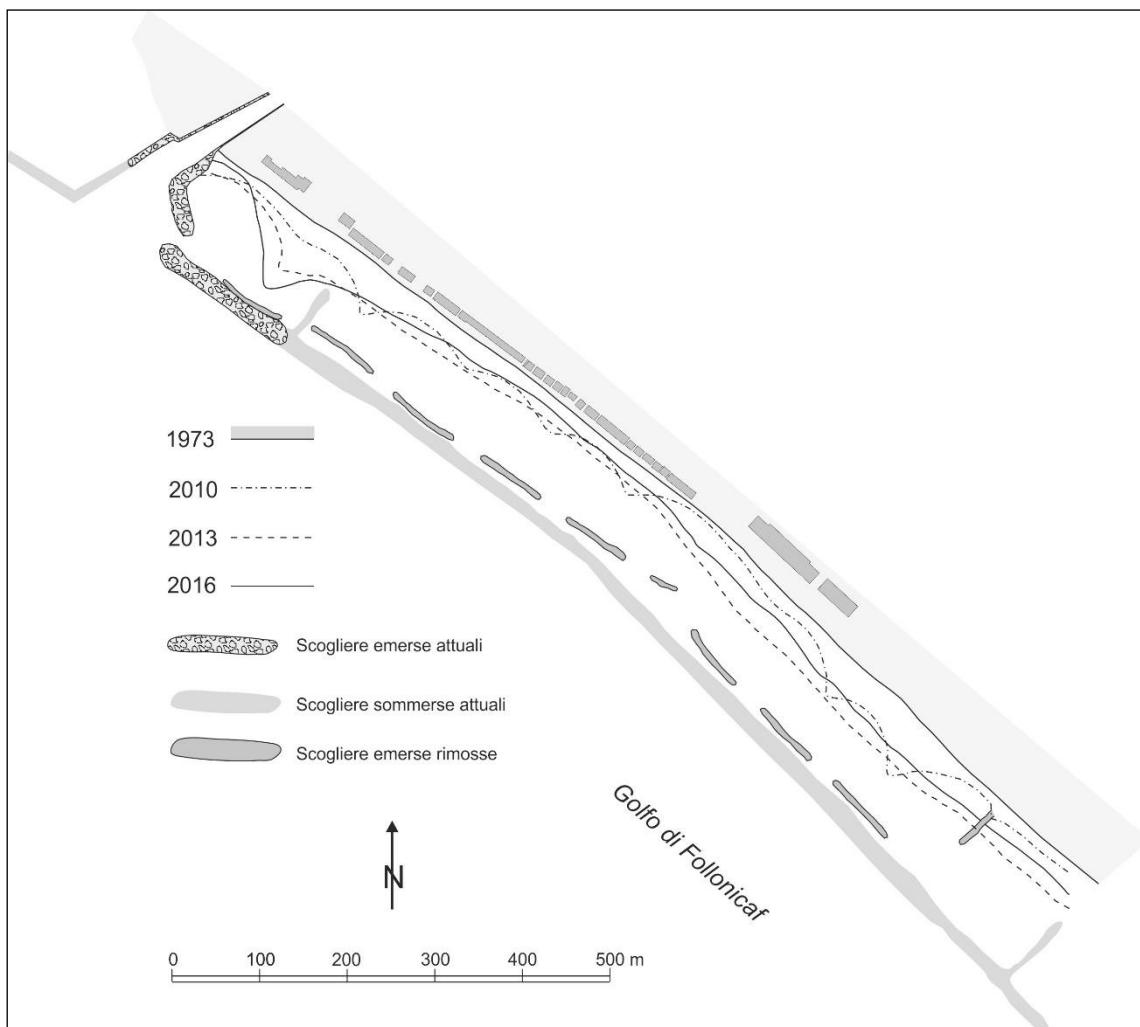 1973
2010
2013
2016
Scogliere emerse attuali
Scogliere sommerse attuali
Scogliere emerse rimosse
Golfo di Follonicaf
N
0 100 200 300 400 500 m